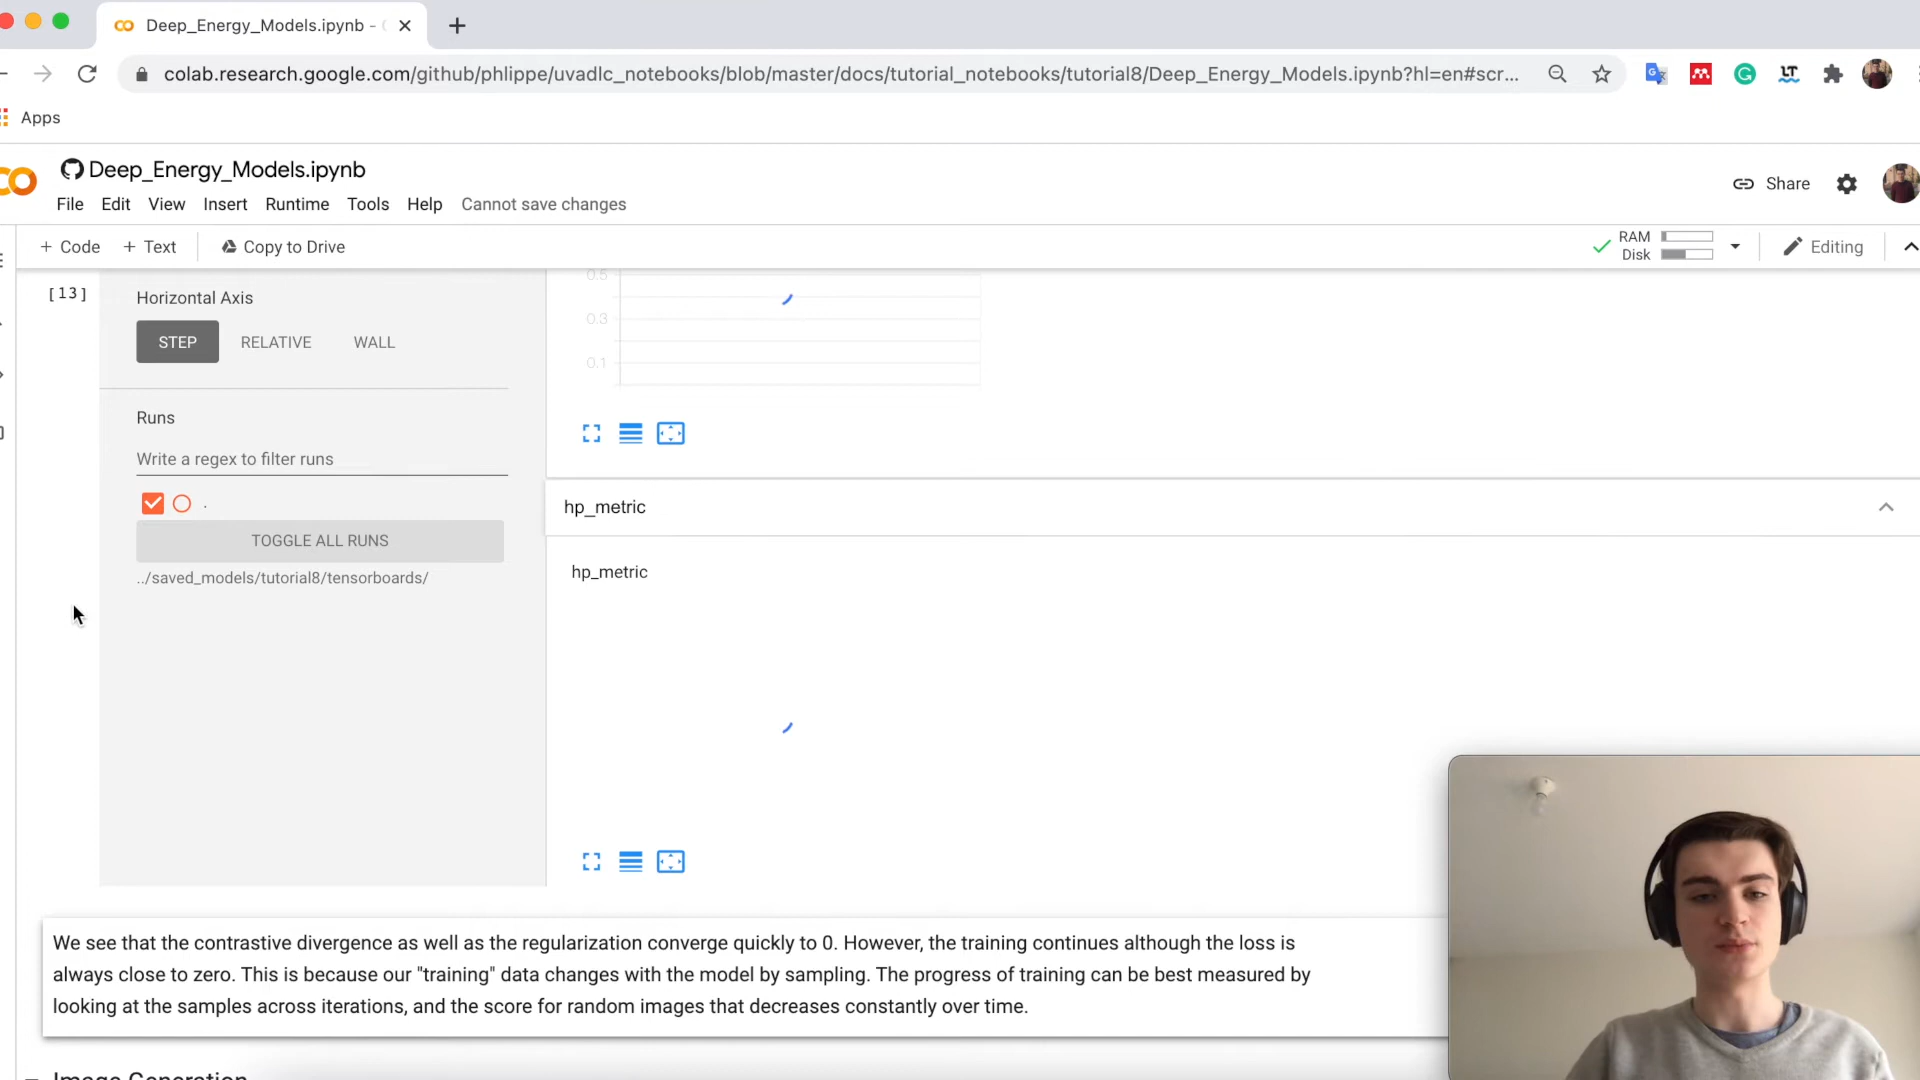 Deep_Energy_Models.ipynb -
colab.research.google.com/github/phlippe/uvadlc_notebooks/blob/master/docs/tutorial_notebooks/tutorial8/Deep_Energy_Models.ipynb?hl=en#scr...
Apps
Deep_Energy_Models.ipynb
File Edit View Insert Runtime Tools Help Cannot save changes
Share
+ Code + Text Copy to Drive
RAM
Disk
Editing
[13]
Horizontal Axis
STEP RELATIVE WALL
Runs
Write a regex to filter runs
.
TOGGLE ALL RUNS
../saved_models/tutorial8/tensorboards/
0.5
0.3
0.1
hp_metric
hp_metric
We see that the contrastive divergence as well as the regularization converge quickly to 0. However, the training continues although the loss is
always close to zero. This is because our "training" data changes with the model by sampling. The progress of training can be best measured by
looking at the samples across iterations, and the score for random images that decreases constantly over time.
Image Generation